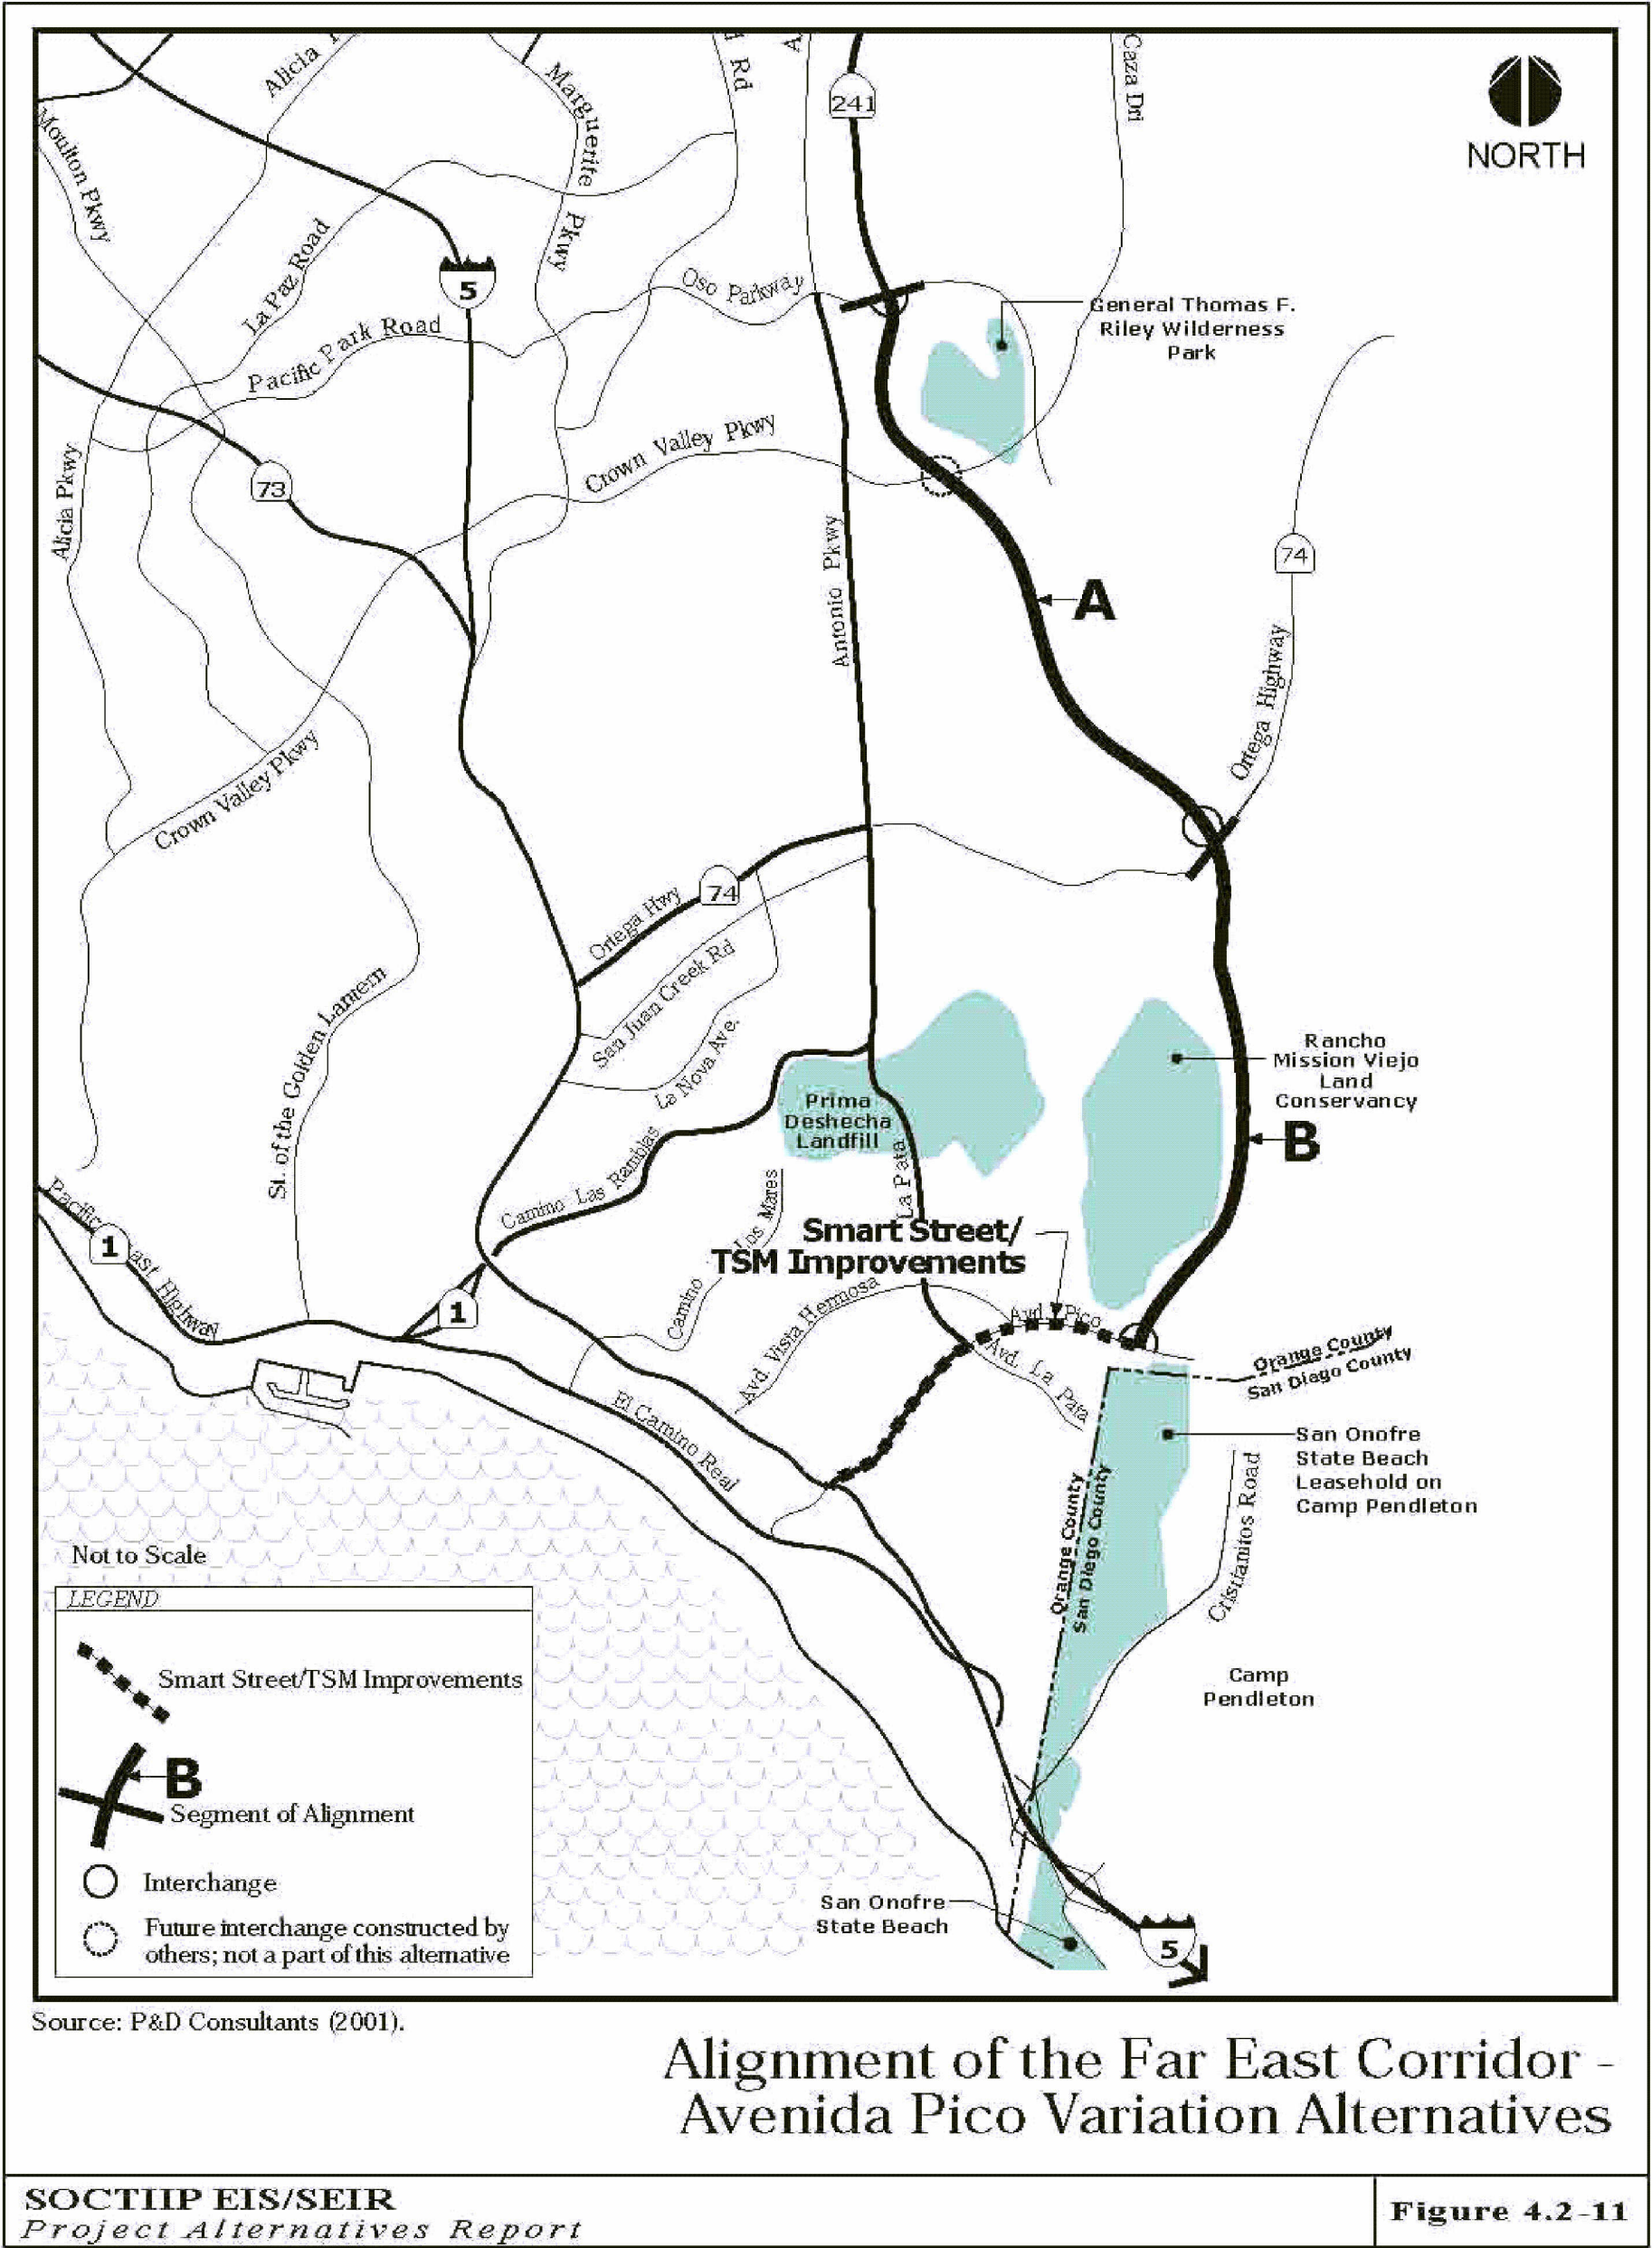 Alicia
Moulton Pkwy
Marguerite
Pkwy
Rd
A
241
Caza Dri
NORTH
La Paz Road
5
Oso Parkway
Pacific Park Road
General Thomas F.
Riley Wilderness
Park
Crown Valley Pkwy
Alicia Pkwy
73
Antonio Pkwy
A
74
Ortega Highway
Crown Valley Pkwy
Ortega Hwy
74
San Juan Creek Rd
La Nova Ave.
St. of the Golden Lantern
Rancho
Mission Viejo
Land
Conservancy
Prima
Deshecha
Landfill
B
La Pata
Camino Las Ramblas
Camino Los Mares
Smart Street/
TSM Improvements
Pacific
1
ast Highway
1
Avd. Vista Hermosa
Avd. Pico
Avd. La Pata
Orange County
San Diego County
El Camino Real
San Onofre
State Beach
Leasehold on
Camp Pendleton
Orange County
San Diego County
Cristianitos Road
Camp
Pendleton
Not to Scale
LEGEND
Smart Street/TSM Improvements
B
Segment of Alignment
Interchange
Future interchange constructed by
others; not a part of this alternative
San Onofre
State Beach
5
Source: P&D Consultants (2001).
Alignment of the Far East Corridor -
Avenida Pico Variation Alternatives
SOCTIIP EIS/SEIR
Project Alternatives Report
Figure 4.2-11